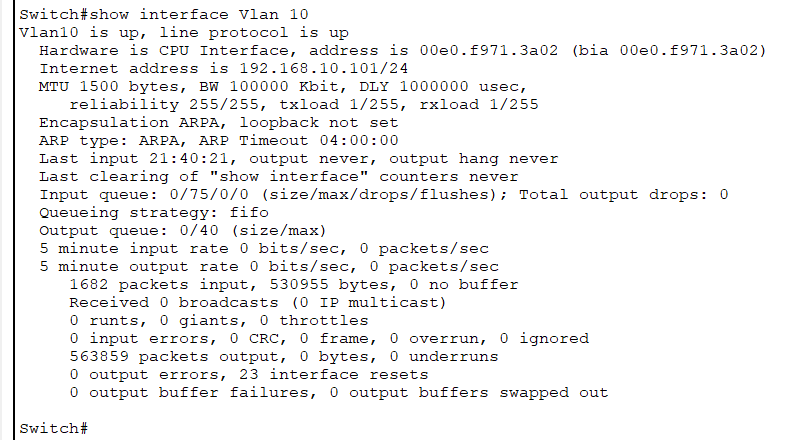 Switch#show interface Vlan 10
Vlan10 is up, line protocol is up
Hardware is CPU Interface, address is 00e0.f971.3a02 (bia 00e0.f971.3a02)
Internet address is 192.168.10.101/24
MTU 1500 bytes, BW 100000 Kbit, DLY 1000000 usec,
reliability 255/255, txload 1/255, rxload 1/255
Encapsulation ARPA, loopback not set
ARP type: ARPA, ARP Timeout 04:00:00
Last input 21:40:21, output never, output hang never
Last clearing of "show interface" counters never
Input queue: 0/75/0/0 (size/max/drops/flushes); Total output drops: 0
Queueing strategy: fifo
Output queue: 0/40 (size/max)
5 minute input rate 0 bits/sec, 0 packets/sec
5 minute output rate 0 bits/sec, 0 packets/sec
1682 packets input, 530955 bytes, 0 no buffer
Received 0 broadcasts (0 IP multicast)
0 runts, 0 giants, 0 throttles
0 input errors, 0 CRC, 0 frame, 0 overrun, 0 ignored
563859 packets output, 0 bytes, 0 underruns
0 output errors, 23 interface resets
0 output buffer failures, 0 output buffers swapped out
Switch#